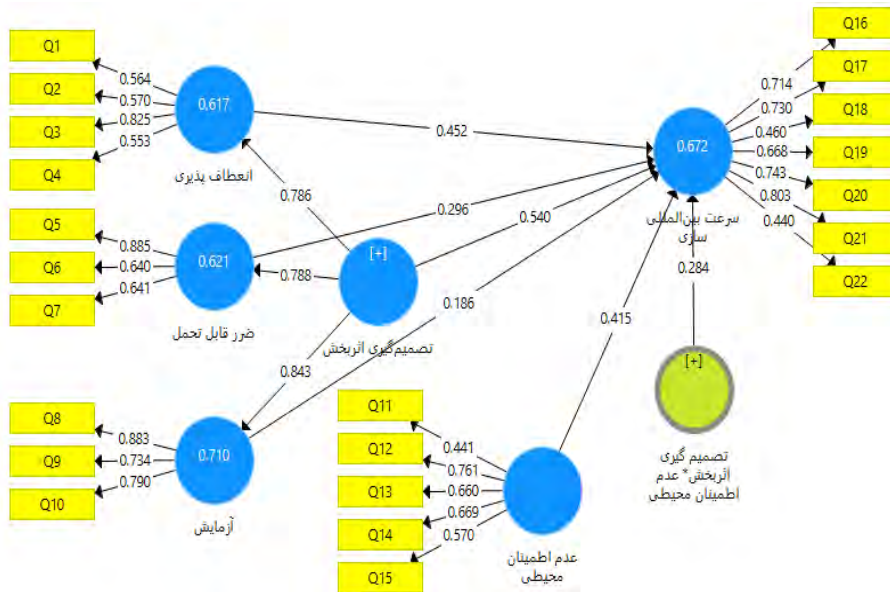 Q1
Q2
Q3
Q4
0.564
0.570
0.825
0.553
0.617
انعطاف پذیری
Q5
Q6
Q7
0.885
0.640
0.641
0.621
ضرر قابل تحمل
Q8
Q9
Q10
0.883
0.734
0.790
0.710
آزمایش
0.786
0.788
0.843
[+]
تصمیم‌گیری اثربخش
0.452
0.296
0.540
0.186
0.415
0.284
Q11
Q12
Q13
Q14
Q15
0.441
0.761
0.660
0.669
0.570
عدم اطمینان
محیطی
[+]
تصمیم گیری
اثربخش* عدم
اطمینان محیطی
0.672
سرعت بین‌المللی
سازی
0.714
0.730
0.460
0.668
0.743
0.803
0.440
Q16
Q17
Q18
Q19
Q20
Q21
Q22